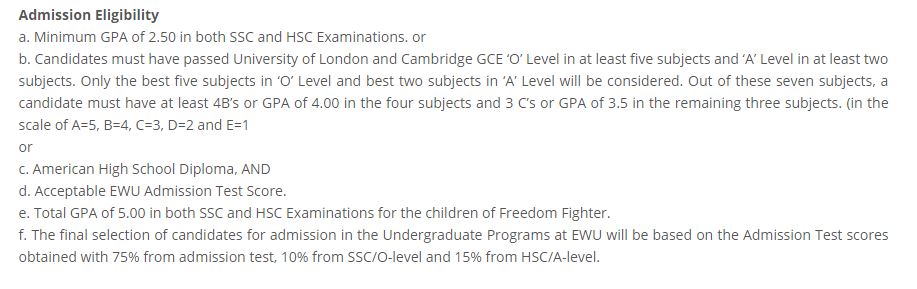 Admission Eligibility
a. Minimum GPA of 2.50 in both SSC and HSC Examinations. or
b. Candidates must have passed University of London and Cambridge GCE ‘O’ Level in at least five subjects and ‘A’ Level in at least two
subjects. Only the best five subjects in ‘O’ Level and best two subjects in ‘A’ Level will be considered. Out of these seven subjects, a
candidate must have at least 4B’s or GPA of 4.00 in the four subjects and 3 C’s or GPA of 3.5 in the remaining three subjects. (in the
scale of A=5, B=4, C=3, D=2 and E=1
or
c. American High School Diploma, AND
d. Acceptable EWU Admission Test Score.
e. Total GPA of 5.00 in both SSC and HSC Examinations for the children of Freedom Fighter.
f. The final selection of candidates for admission in the Undergraduate Programs at EWU will be based on the Admission Test scores
obtained with 75% from admission test, 10% from SSC/O-level and 15% from HSC/A-level.